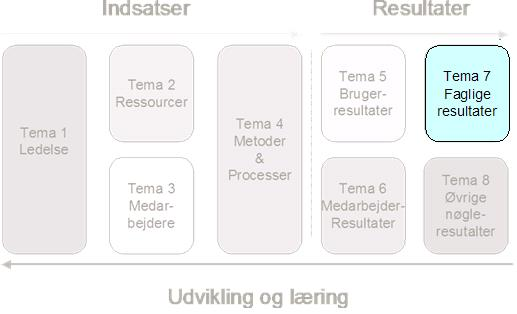 Indsatser
Resultater
Tema 1
Ledelse
Tema 2
Ressourcer
Tema 3
Medar-
bejdere
Tema 4
Metoder
&
Processer
Tema 5
Bruger-
resultater
Tema 6
Medarbejder-
Resultater
Tema 7
Faglige
resultater
Tema 8
Øvrige
nøgle-
resutalter
Udvikling og læring